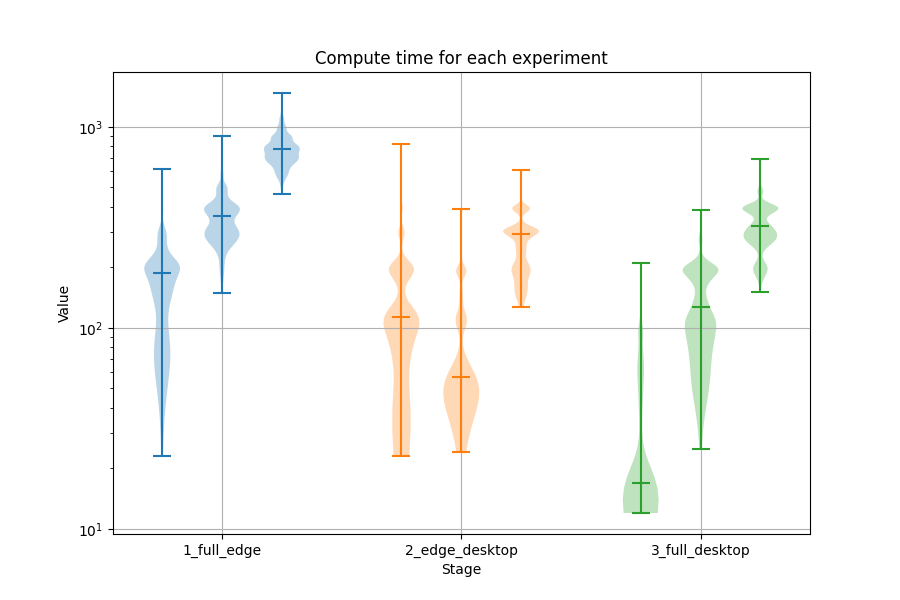 Compute time for each experiment
Value
10³
10²
10¹
1_full_edge 2_edge_desktop 3_full_desktop
Stage